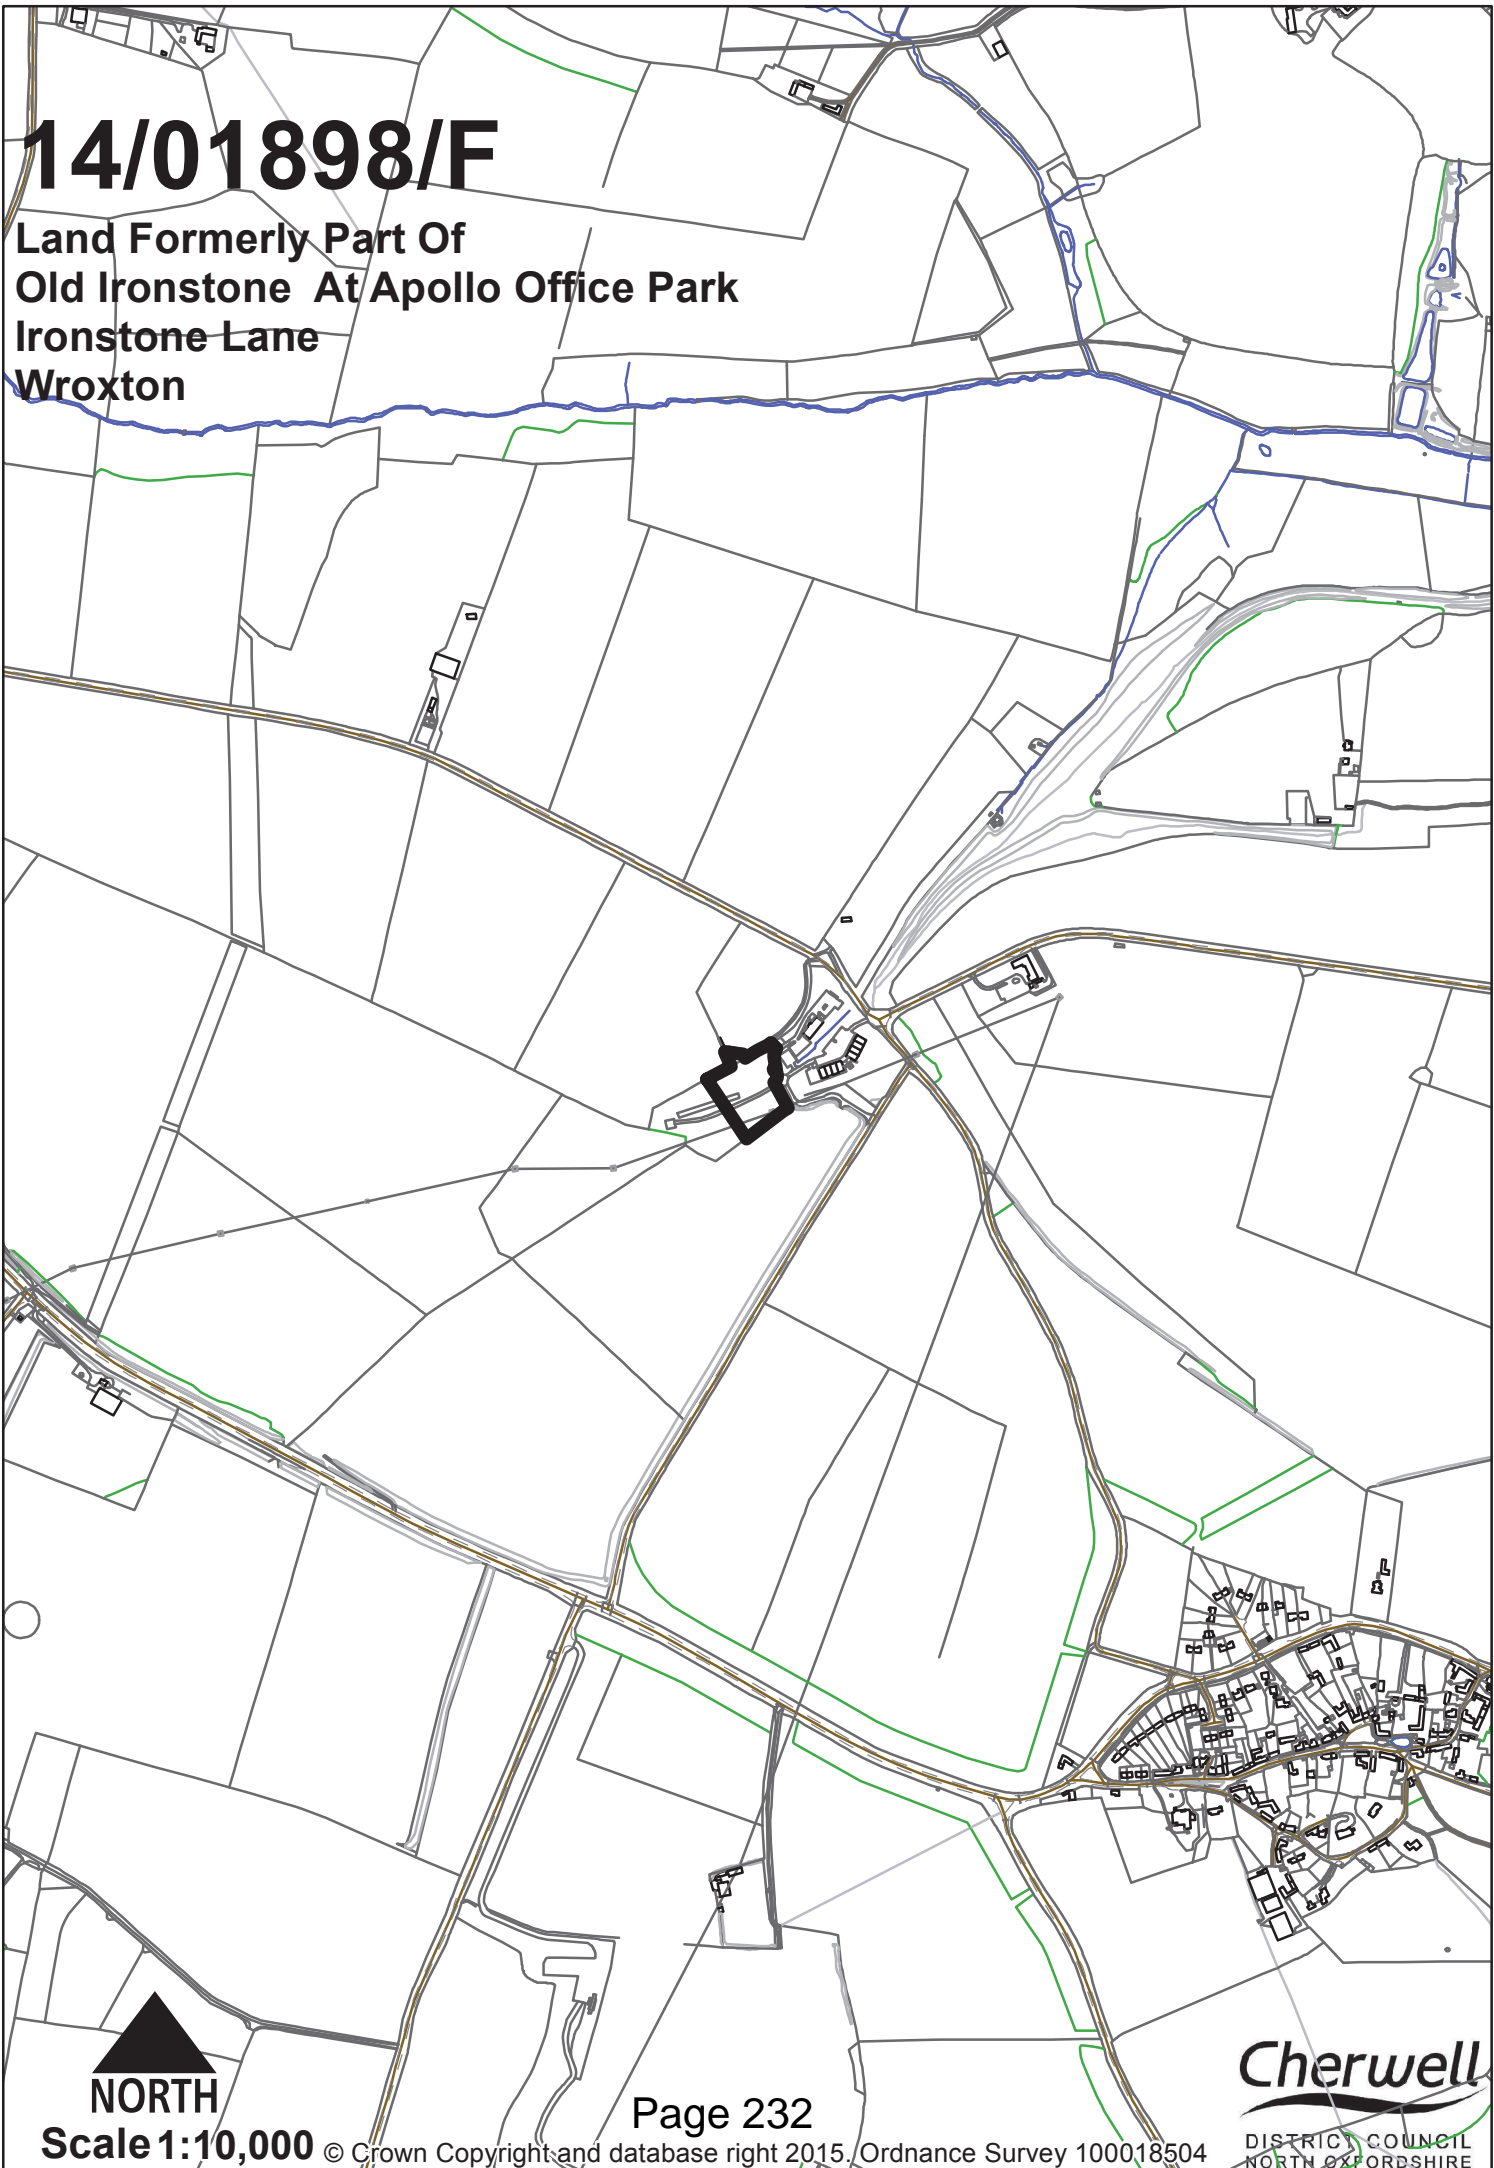 14/01898/F
Land Formerly Part Of
Old Ironstone At Apollo Office Park
Ironstone Lane
Wroxton
NORTH
Scale 1:10,000
Page 232
© Crown Copyright and database right 2015. Ordnance Survey 100018504
Cherwell
DISTRICT COUNCIL
NORTH OXFORDSHIRE